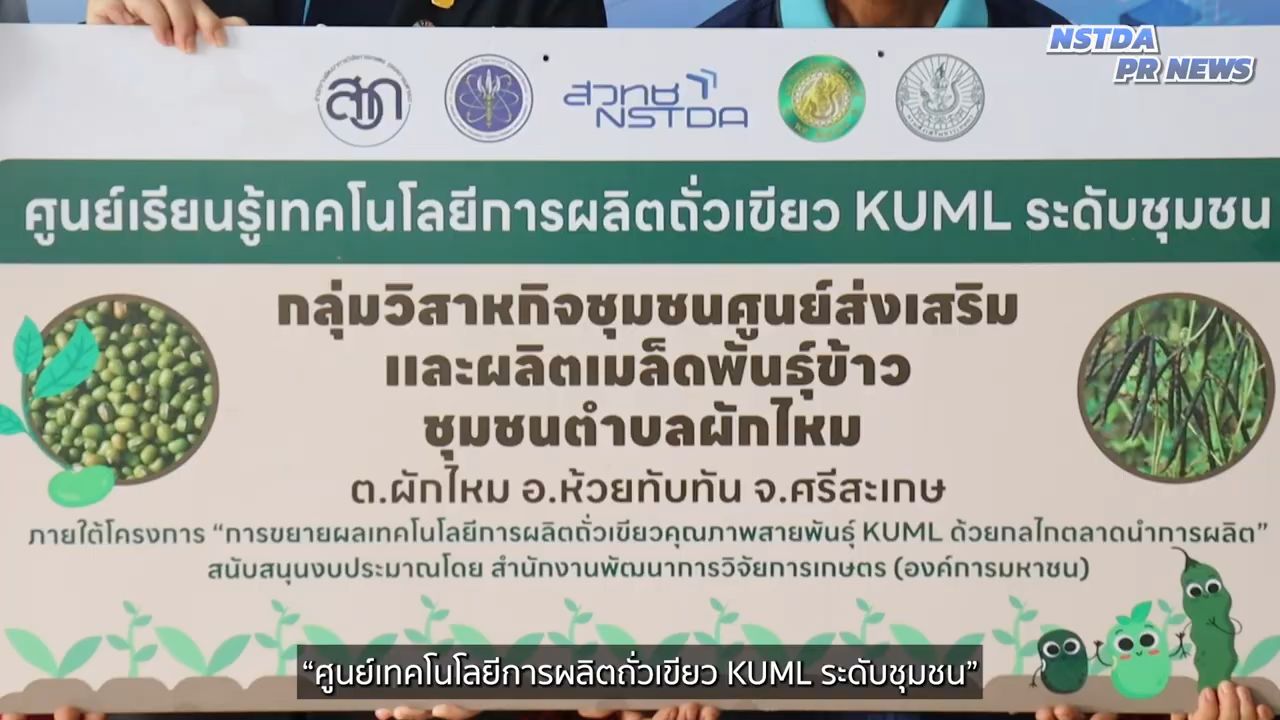 NSTDA
PR NEWS
สวก
สวทช
NSTDA
ศูนย์เรียนรู้เทคโนโลยีการผลิตถั่วเขียว KUML ระดับชุมชน
กลุ่มวิสาหกิจชุมชนศูนย์ส่งเสริม
และผลิตเมล็ดพันธุ์ข้าว
ชุมชนตำบลผักไหม
ต.ผักไหม อ.ห้วยทับทัน จ.ศรีสะเกษ
ภายใต้โครงการ “การขยายผลเทคโนโลยีการผลิตถั่วเขียวคุณภาพสายพันธุ์ KUML ด้วยกลไกตลาดนำการผลิต”
สนับสนุนงบประมาณโดย สำนักงานพัฒนาการวิจัยการเกษตร (องค์การมหาชน)
“ศูนย์เทคโนโลยีการผลิตถั่วเขียว KUML ระดับชุมชน”